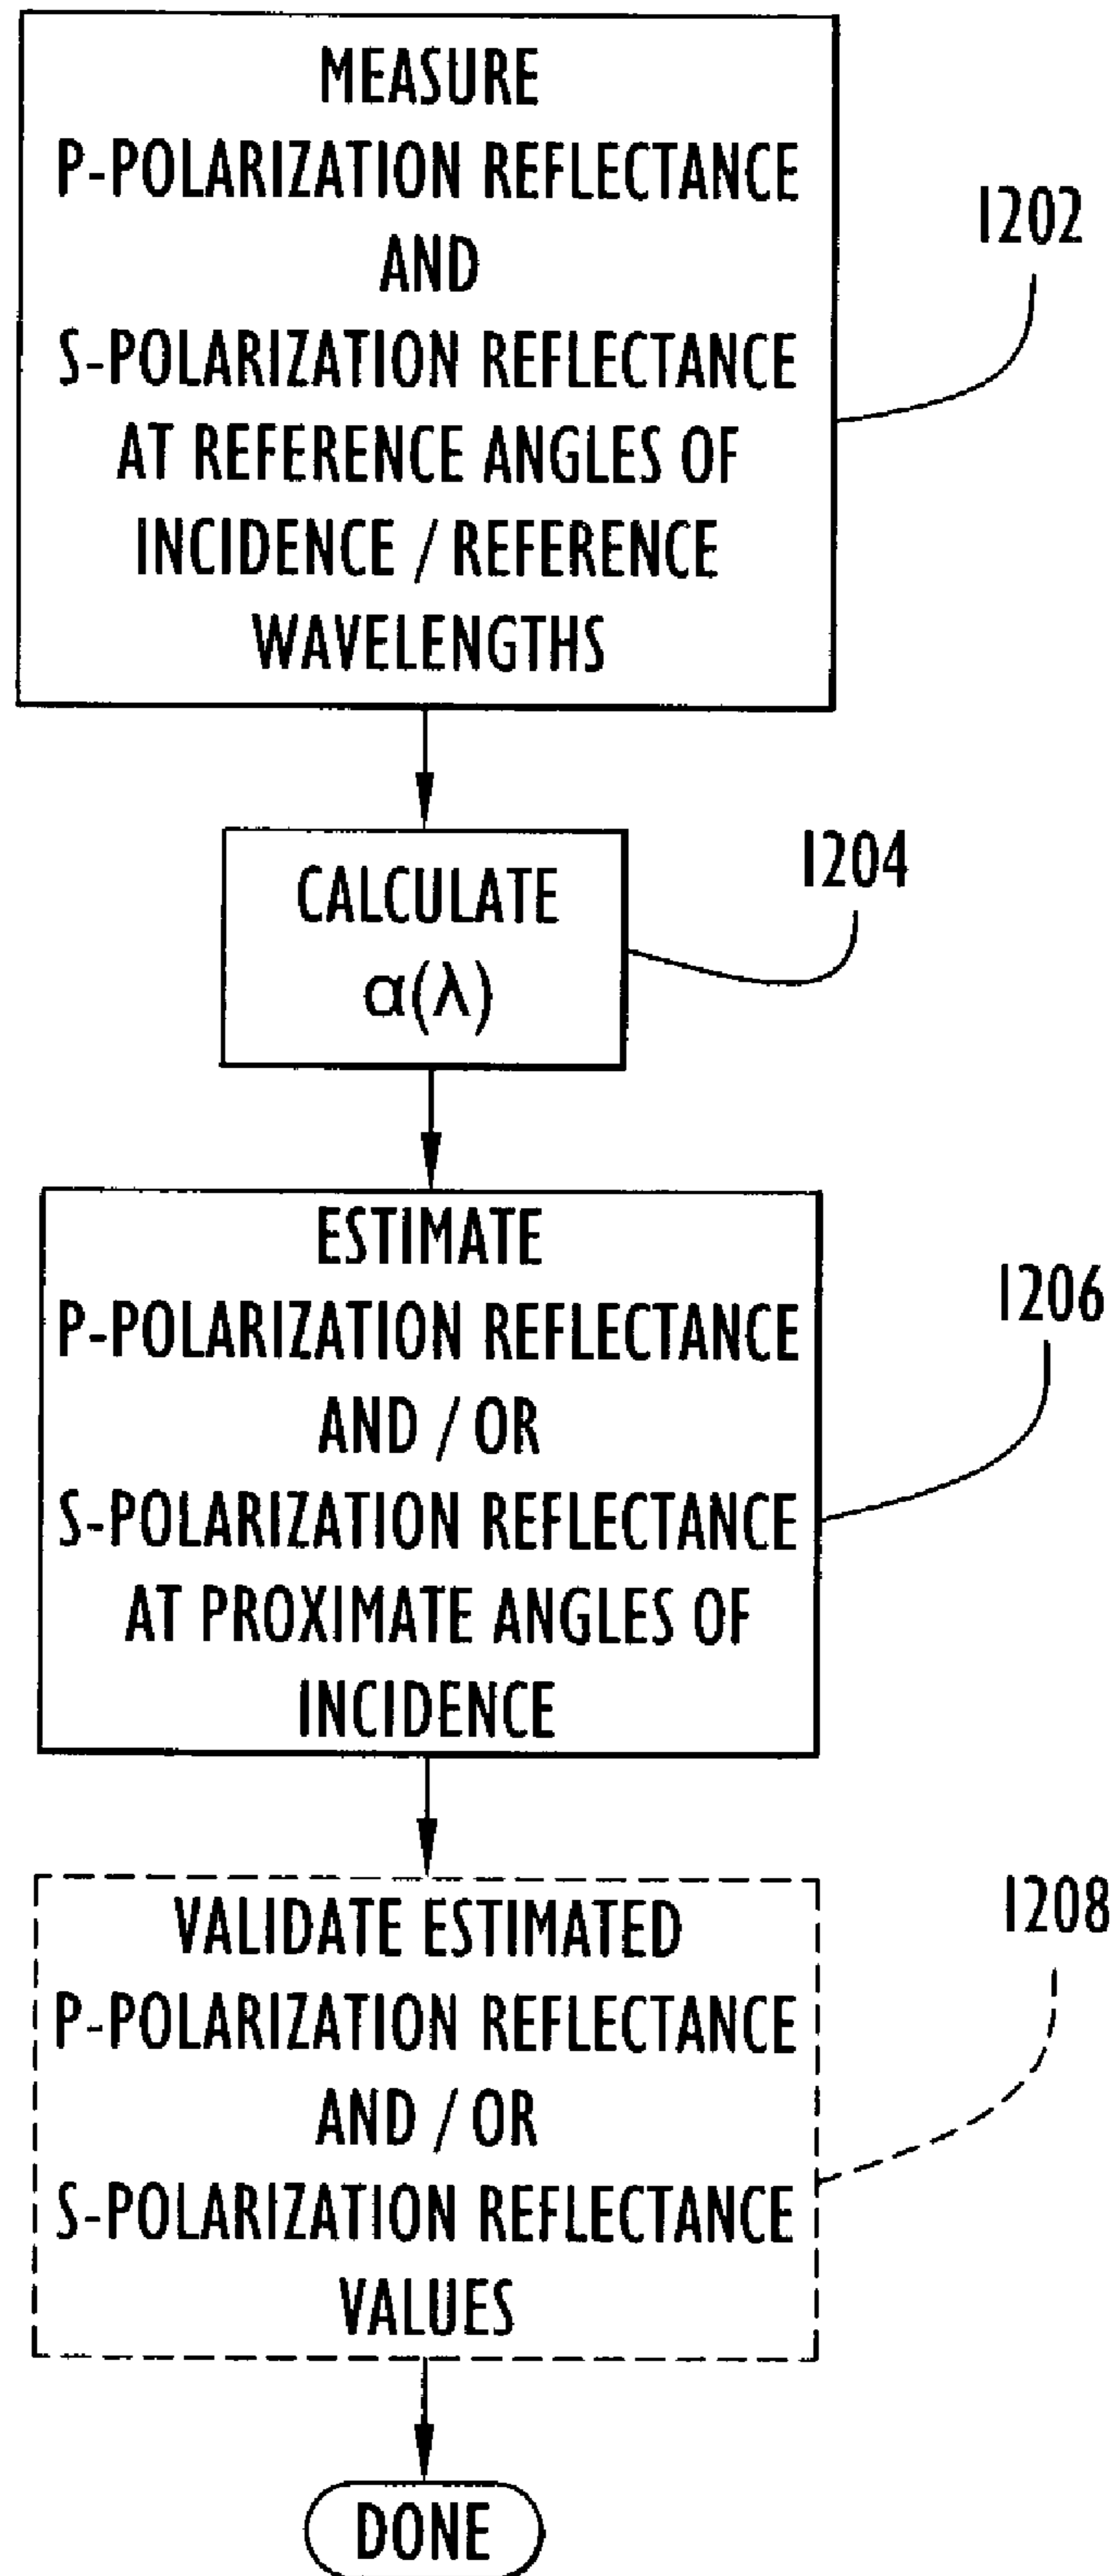 MEASURE
P-POLARIZATION REFLECTANCE
AND
S-POLARIZATION REFLECTANCE
AT REFERENCE ANGLES OF
INCIDENCE / REFERENCE
WAVELENGTHS
1202
CALCULATE
α(λ)
1204
ESTIMATE
P-POLARIZATION REFLECTANCE
AND / OR
S-POLARIZATION REFLECTANCE
AT PROXIMATE ANGLES OF
INCIDENCE
1206
VALIDATE ESTIMATED
P-POLARIZATION REFLECTANCE
AND / OR
S-POLARIZATION REFLECTANCE
VALUES
1208
DONE